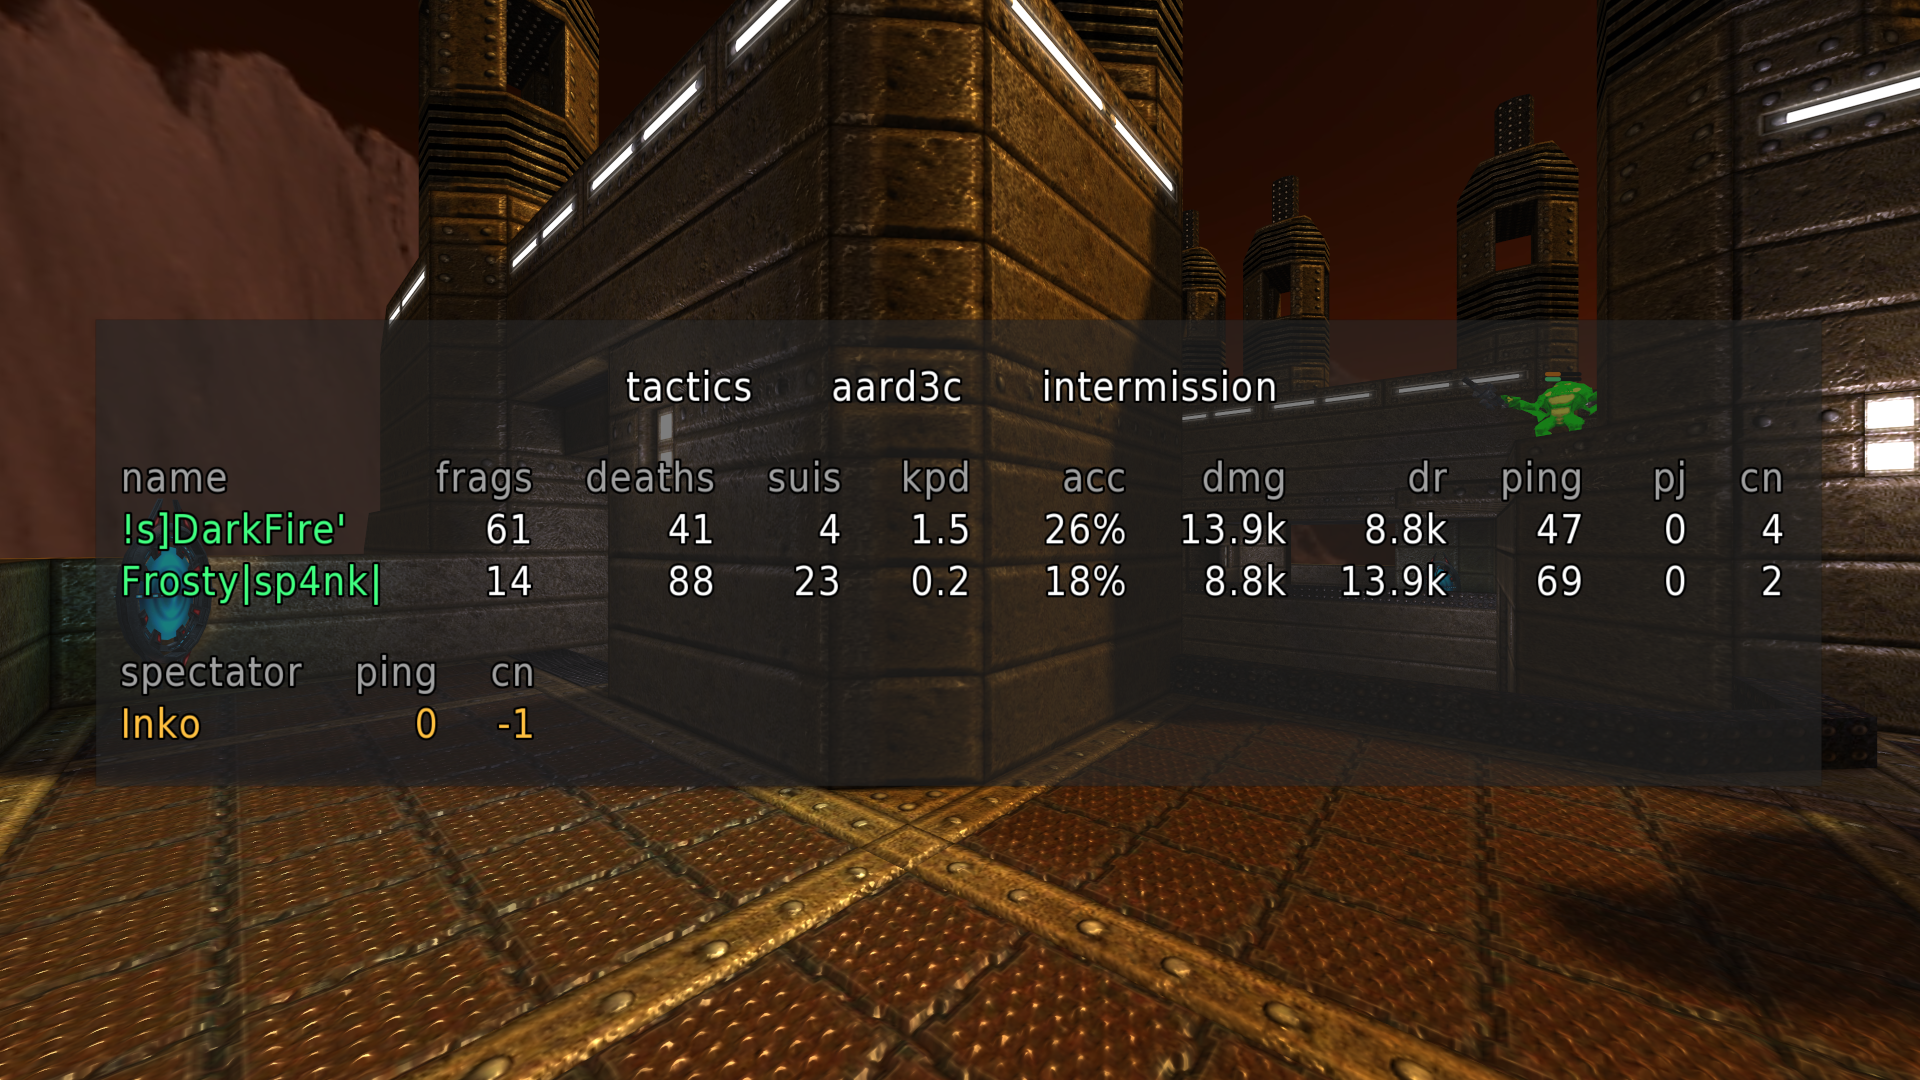 tactics aard3c intermission
name frags deaths suis kpd acc dmg dr ping pj cn
!s]DarkFire' 61 41 4 1.5 26% 13.9k 8.8k 47 0 4
Frosty|sp4nk| 14 88 23 0.2 18% 8.8k 13.9k 69 0 2
spectator ping cn
Inko 0 -1